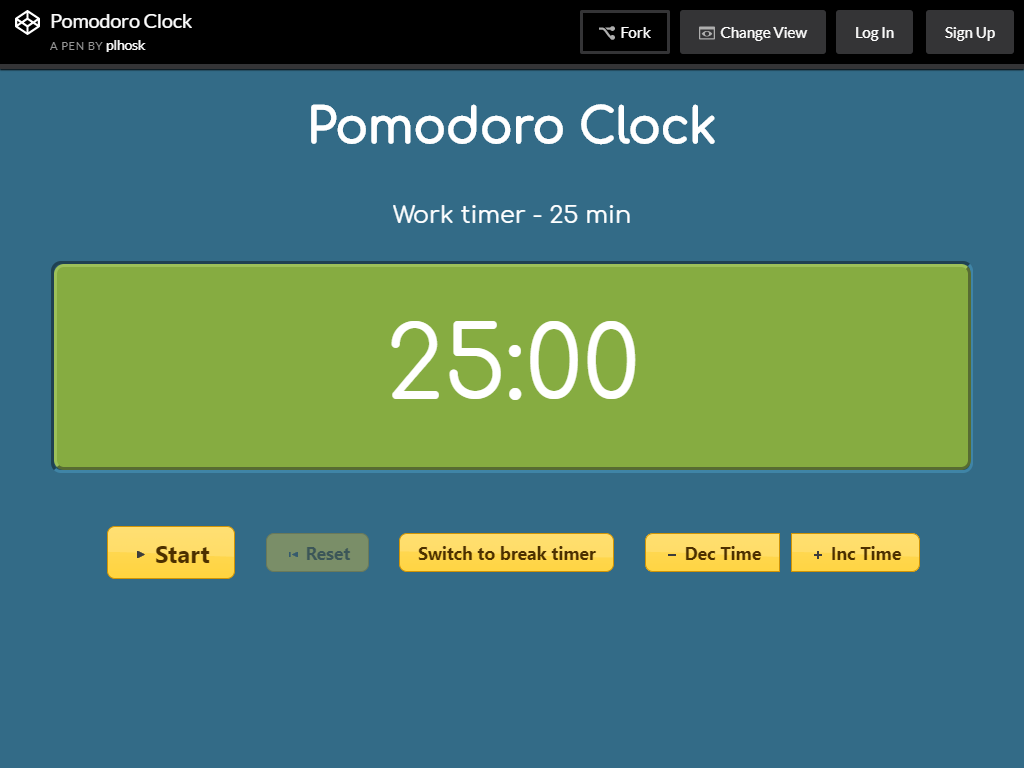 Pomodoro Clock
A PEN BY plhosk
Fork
Change View
Log In
Sign Up
Pomodoro Clock
Work timer - 25 min
25:00
Start
Reset
Switch to break timer
− Dec Time
+ Inc Time